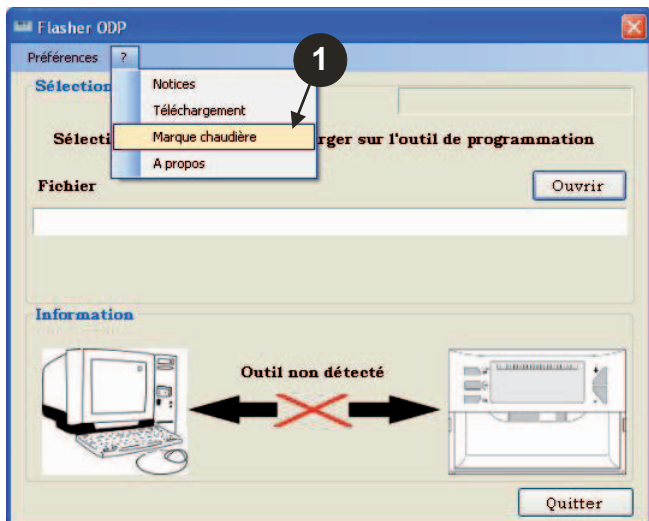 Flasher ODP
Préférences ?
1
Sélection
Notices
Téléchargement
Marque chaudière
A propos
Sélecti rger sur l'outil de programmation
Fichier
Ouvrir
Information
Outil non détecté
Quitter